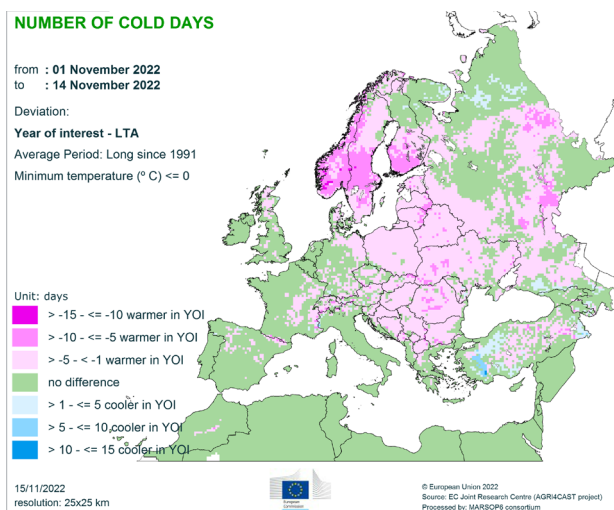 NUMBER OF COLD DAYS
from : 01 November 2022
to : 14 November 2022
Deviation:
Year of interest - LTA
Average Period: Long since 1991
Minimum temperature (º C) <= 0
Unit: days
> -15 - <= -10 warmer in YOI
> -10 - <= -5 warmer in YOI
> -5 - < -1 warmer in YOI
no difference
> 1 - <= 5 cooler in YOI
> 5 - <= 10 cooler in YOI
> 10 - <= 15 cooler in YOI
15/11/2022
resolution: 25x25 km
European
Commission
© European Union 2022
Source: EC Joint Research Centre (AGRI4CAST project)
Processed by: MARSOP6 consortium